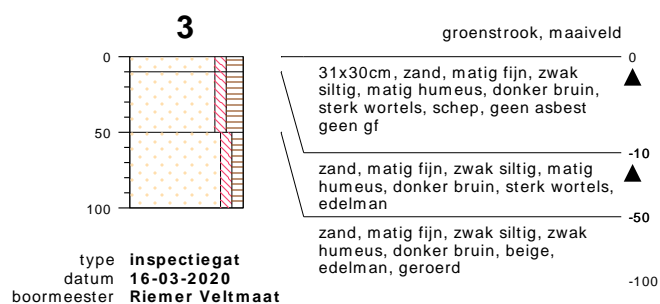 3
groenstrook, maaiveld
0
0
31x30cm, zand, matig fijn, zwak
siltig, matig humeus, donker bruin,
sterk wortels, schep, geen asbest
geen gf
50
-10
zand, matig fijn, zwak siltig, matig
humeus, donker bruin, sterk wortels,
edelman
100
-50
zand, matig fijn, zwak siltig, zwak
humeus, donker bruin, beige,
edelman, geroerd
-100
type inspectiegat
datum 16-03-2020
boormeester Riemer Veltmaat